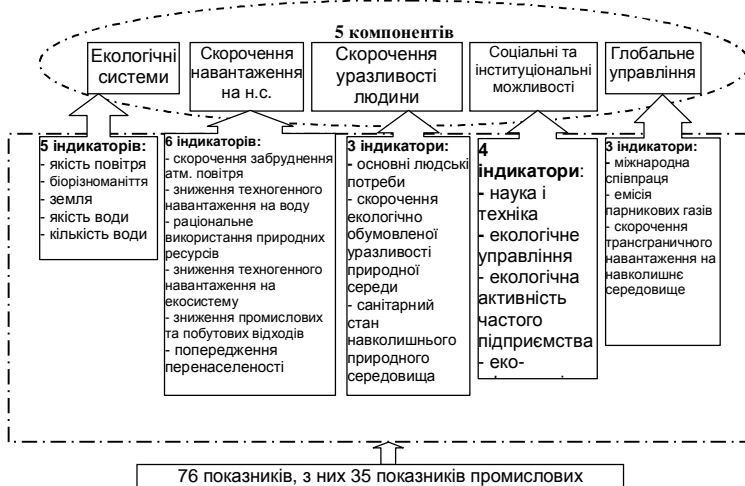 5 компонентів
Екологічні
системи
Скорочення
навантаження
на н.с.
Скорочення
уразливості
людини
Соціальні та
інституціональні
можливості
Глобальне
управління
5 індикаторів:
- якість повітря
- біорізноманіття
- земля
- якість води
- кількість води
6 індикаторів:
- скорочення забруднення
атм. повітря
- зниження техногенного
навантаження на воду
- раціональне
використання природних
ресурсів
- зниження техногенного
навантаження на
екосистему
- зниження промислових
та побутових відходів
- попередження
перенаселеності
3 індикатори:
- основні людські
потреби
- скорочення
екологічно
обумовленої
уразливості
природної
середи
- санітарний
стан
навколишнього
природного
середовища
4
індикатори:
- наука і
техніка
- екологічне
управління
- екологічна
активність
частого
підприємства
- еко-
3 індикатори:
- міжнародна
співпраця
- емісія
парникових газів
- скорочення
трансграничного
навантаження на
навколишнє
середовище
76 показників, з них 35 показників промислових